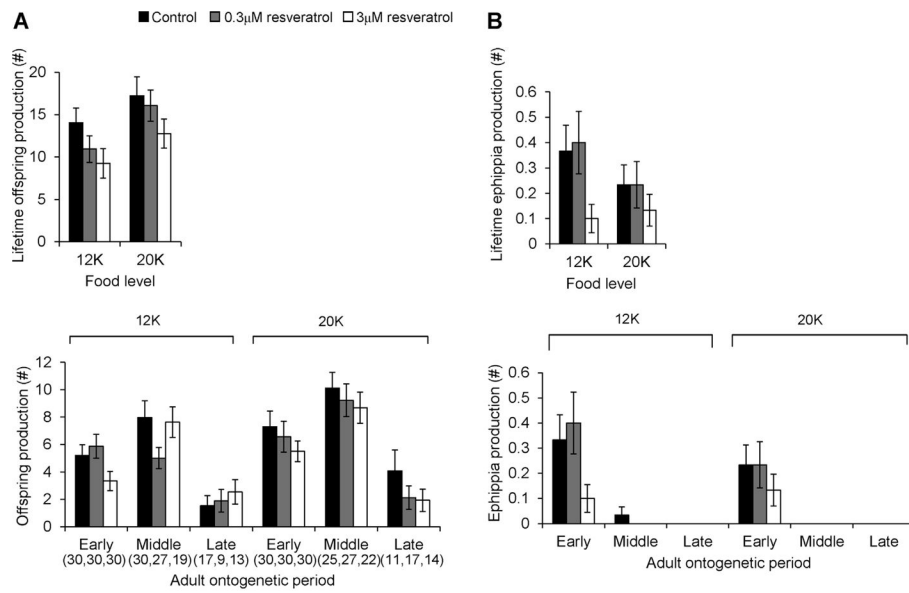 A
B
Control 0.3µM resveratrol 3µM resveratrol
Lifetime offspring production (#)
20
15
10
5
0
12K 20K
Food level
Lifetime ephippia production (#)
0.6
0.5
0.4
0.3
0.2
0.1
0
12K 20K
Food level
12K 20K
Offspring production (#)
12
10
8
6
4
2
0
Early Middle Late Early Middle Late
(30,30,30) (30,27,19) (17,9,13) (30,30,30) (25,27,22) (11,17,14)
Adult ontogenetic period
12K 20K
Ephippia production (#)
0.6
0.5
0.4
0.3
0.2
0.1
0
Early Middle Late Early Middle Late
Adult ontogenetic period